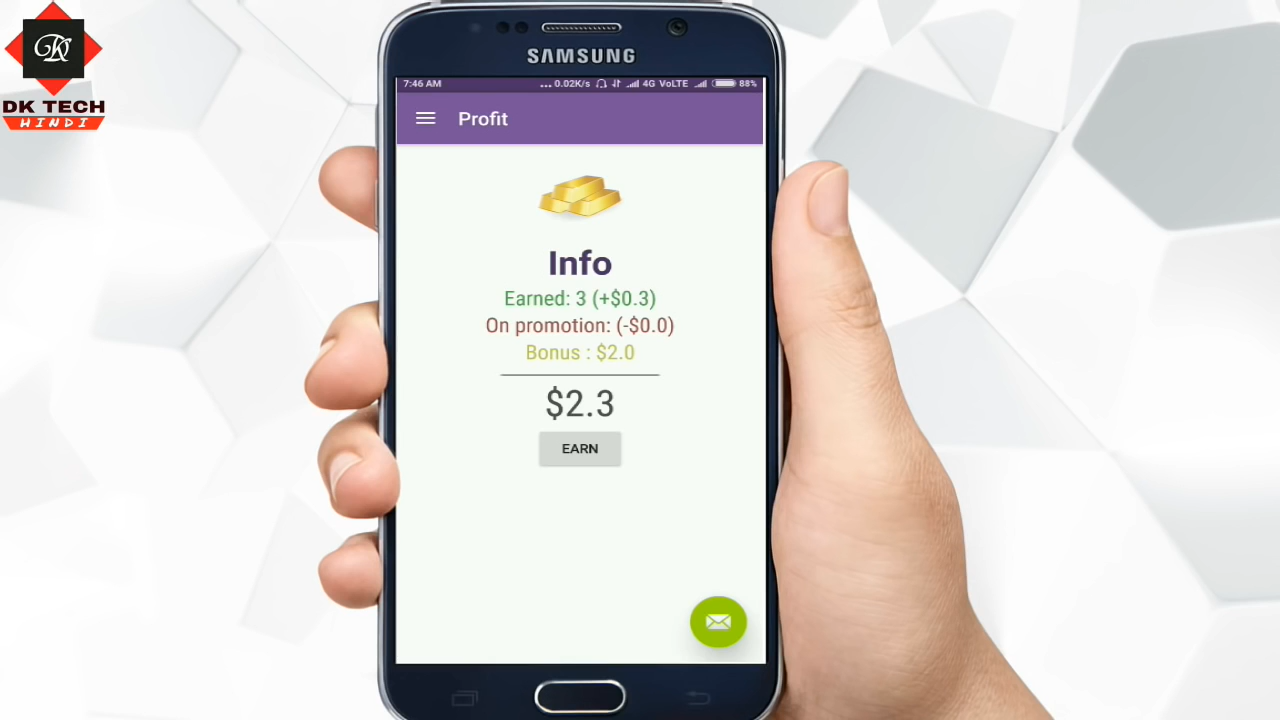 DK
DK TECH
HINDI
SAMSUNG
7:46 AM
... 0.02K/s 4G VoLTE 88%
Profit
Info
Earned: 3 (+$0.3)
On promotion: (-$0.0)
Bonus : $2.0
$2.3
EARN